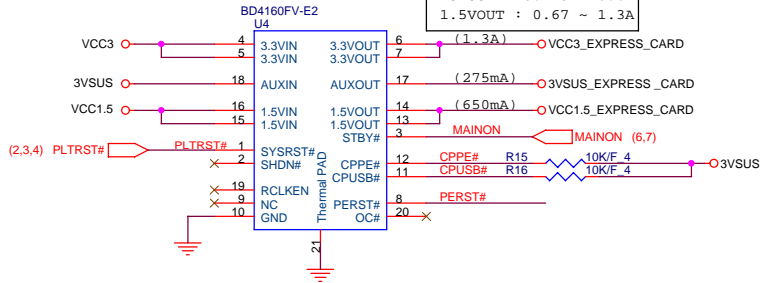 BD4160FV-E2
U4
1.5VOUT : 0.67 ~ 1.3A
VCC3
4
5
3.3VIN
3.3VIN
3.3VOUT
3.3VOUT
6
7
(1.3A)
VCC3_EXPRESS_CARD
3VSUS
18
AUXIN
AUXOUT
17
(275mA)
3VSUS_EXPRESS _CARD
VCC1.5
16
15
1.5VIN
1.5VIN
1.5VOUT
1.5VOUT
14
13
(650mA)
VCC1.5_EXPRESS_CARD
STBY#
3
MAINON
MAINON (6,7)
(2,3,4) PLTRST#
PLTRST#
1
SYSRST#
2
SHDN#
CPPE#
12
CPPE#
R15
10K/F_4
CPUSB#
11
CPUSB#
R16
10K/F_4
3VSUS
19
RCLKEN
9
NC
10
GND
Thermal PAD
PERST#
8
PERST#
OC#
20
21